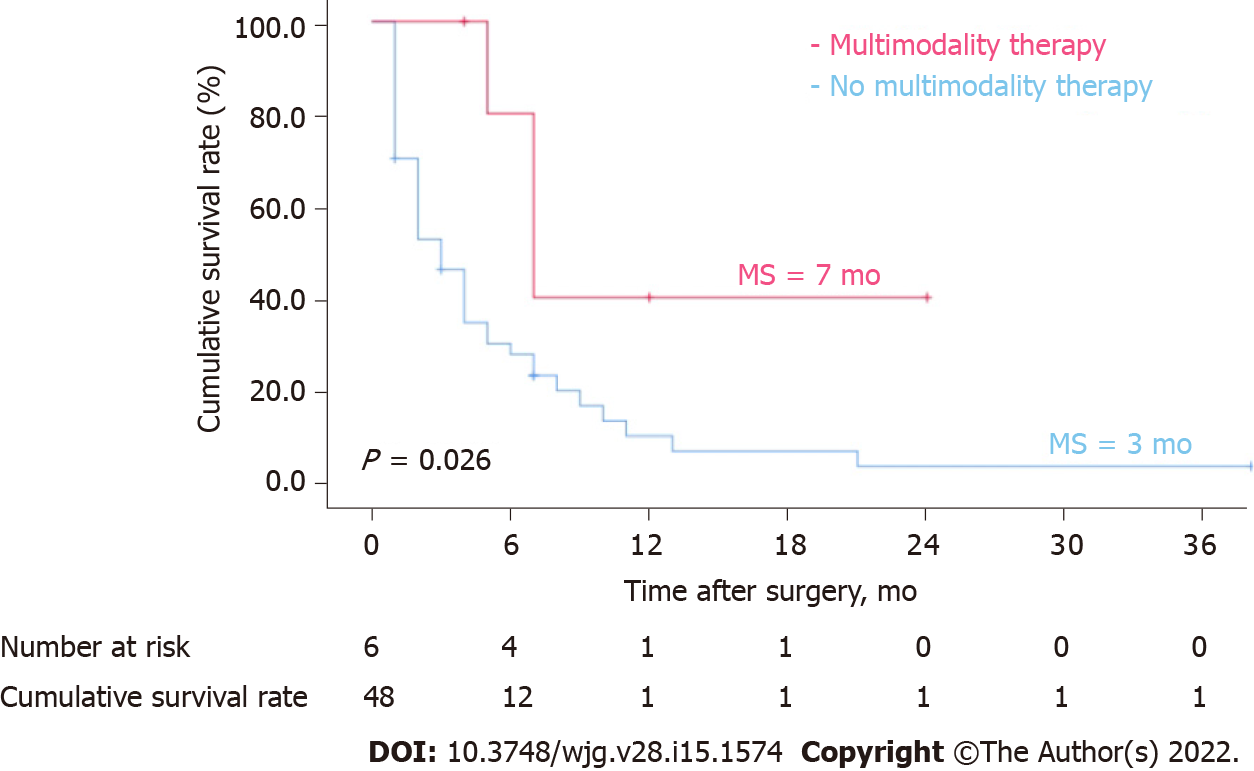 Cumulative survival rate (%)
100.0
80.0
60.0
40.0
20.0
0.0
- Multimodality therapy
- No multimodality therapy
MS = 7 mo
MS = 3 mo
P = 0.026
0 6 12 18 24 30 36
Time after surgery, mo
Number at risk 6 4 1 1 0 0 0
Cumulative survival rate 48 12 1 1 1 1 1
DOI: 10.3748/wjg.v28.i15.1574 Copyright ©The Author(s) 2022.